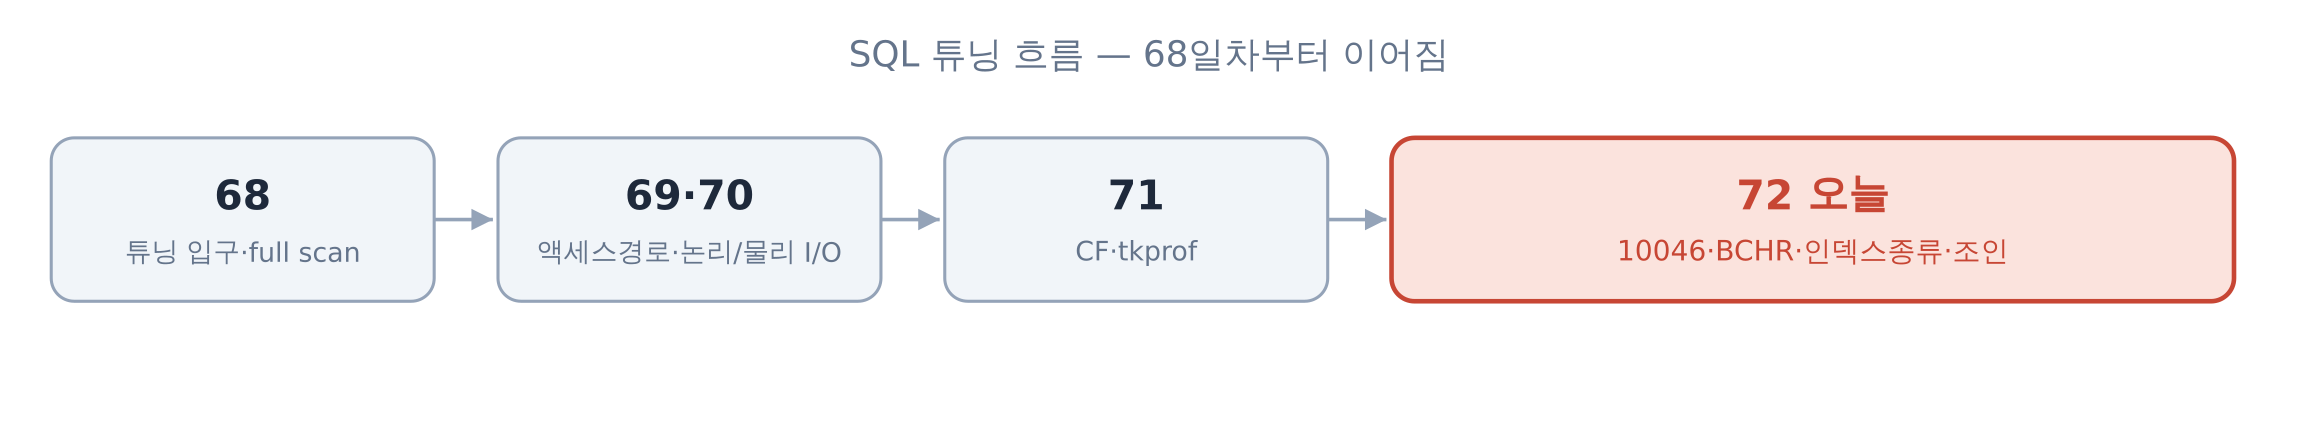 SQL 튜닝 흐름 — 68일차부터 이어짐
68
튜닝 입구·full scan
69·70
액세스경로·논리/물리 I/O
71
CF·tkprof
72 오늘
10046·BCHR·인덱스종류·조인